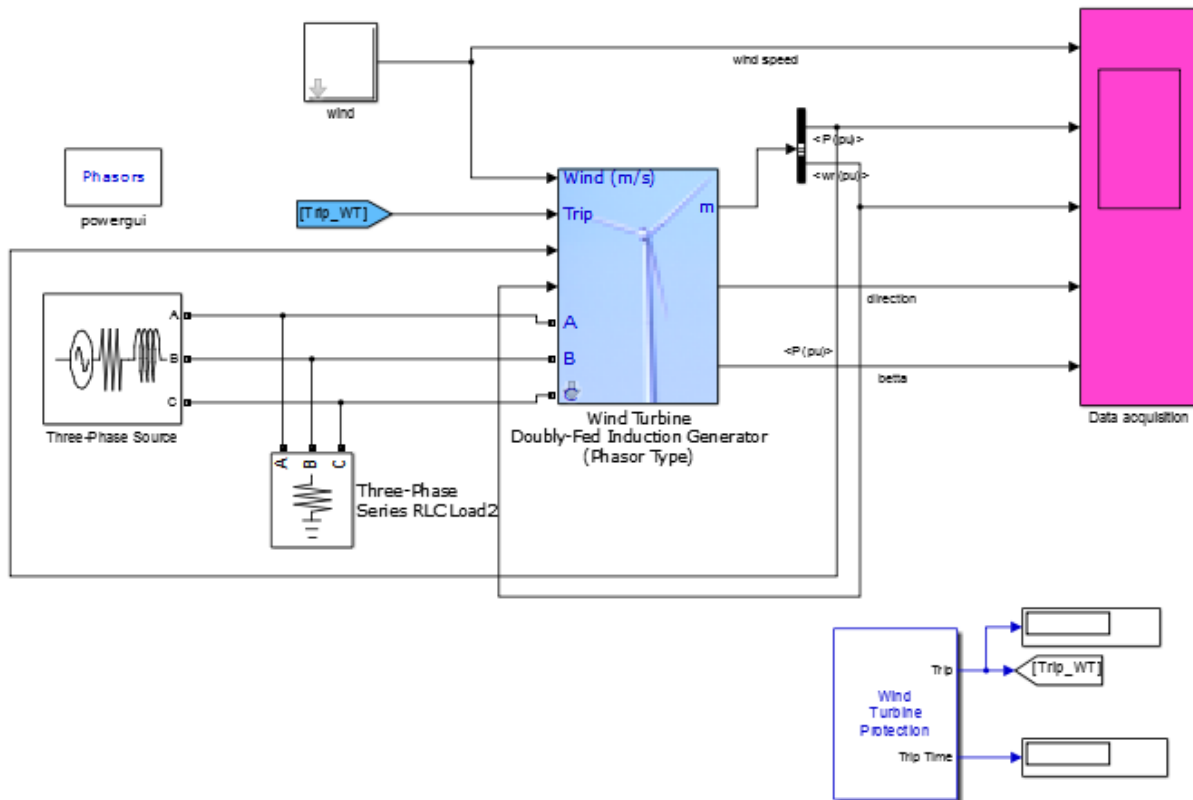 wind speed
wind
<P(pu)>
<wr(pu)>
Phasors
powergui
[Trip_WT]
Wind (m/s)
Trip
m
A
B
C
direction
<P(pu)>
betta
A
B
C
Three-Phase Source
Wind Turbine
Doubly-Fed Induction Generator
(Phasor Type)
Data acquisition
A B C
Three-Phase
Series RLC Load2
Trip
[Trip_WT]
Wind
Turbine
Protection
Trip Time